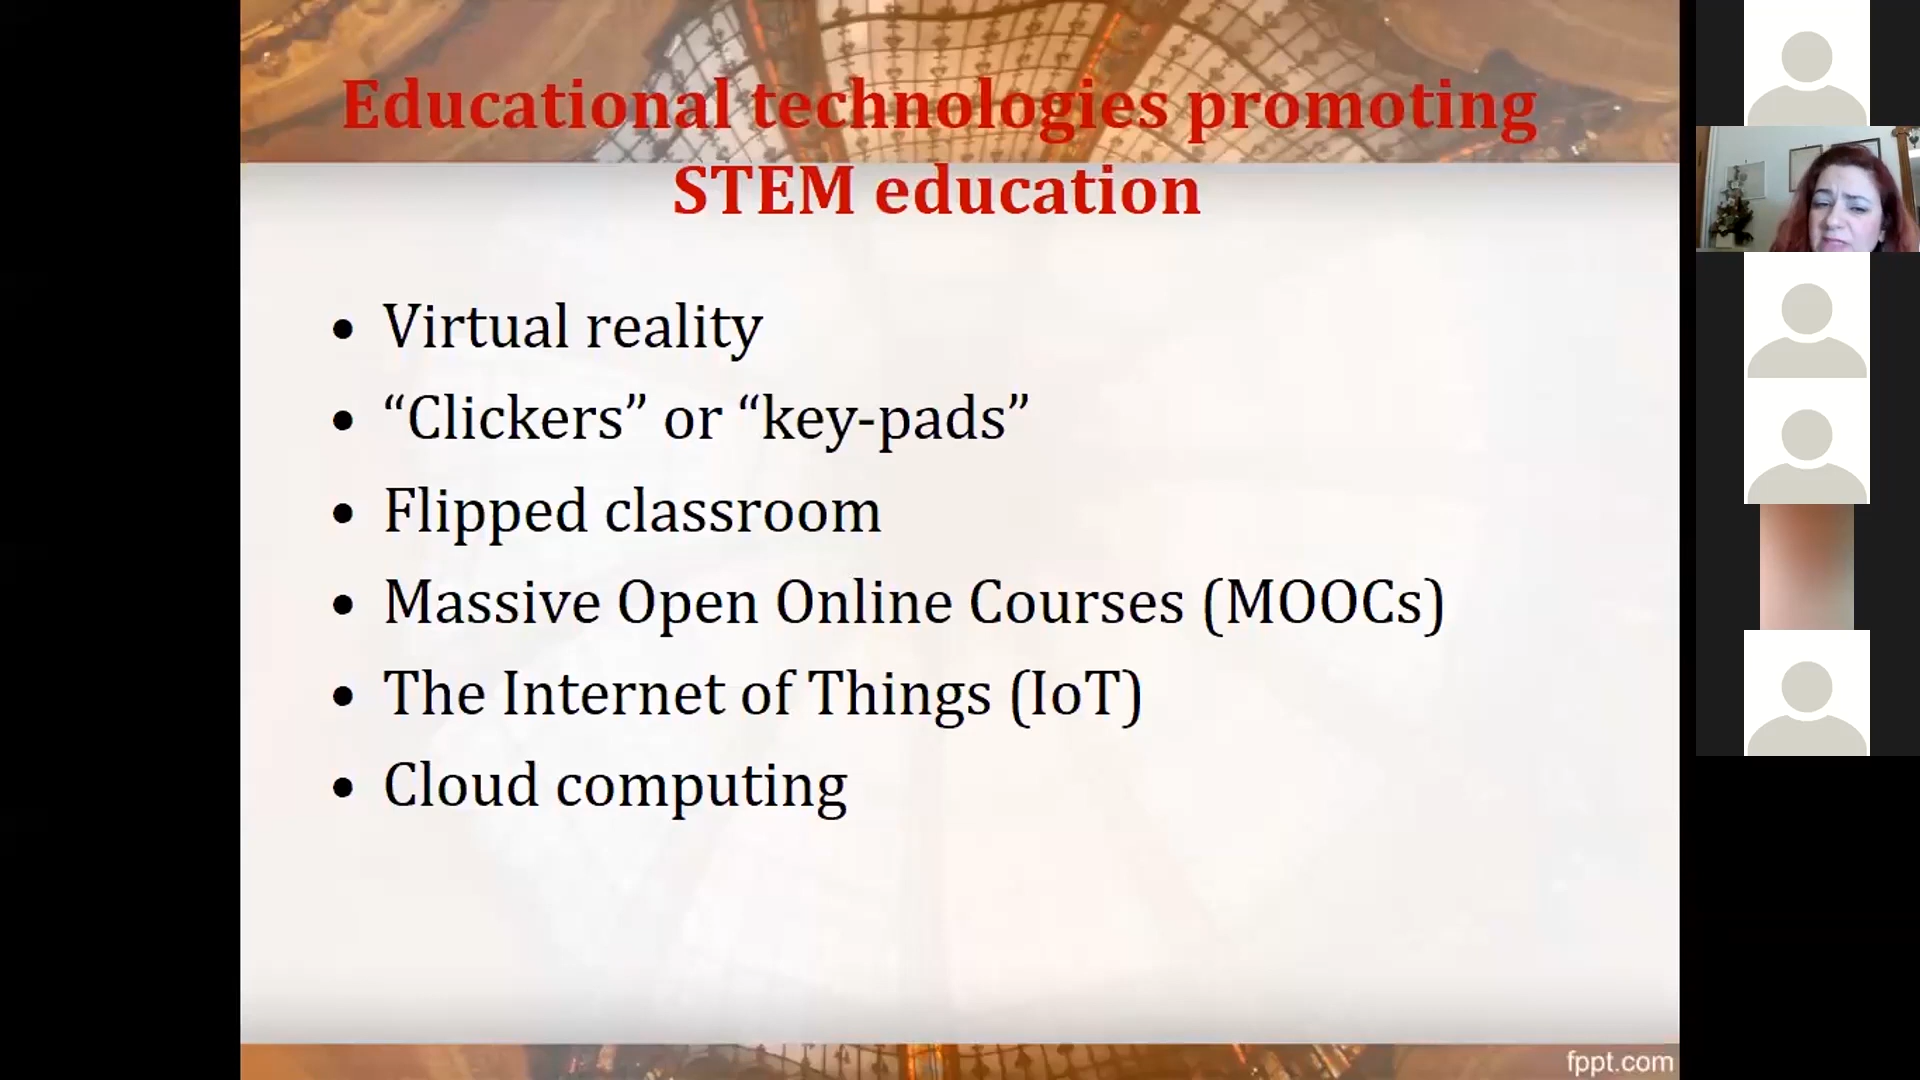 Educational technologies promoting
STEM education
• Virtual reality
• “Clickers” or “key-pads”
• Flipped classroom
• Massive Open Online Courses (MOOCs)
• The Internet of Things (IoT)
• Cloud computing
fppt.com